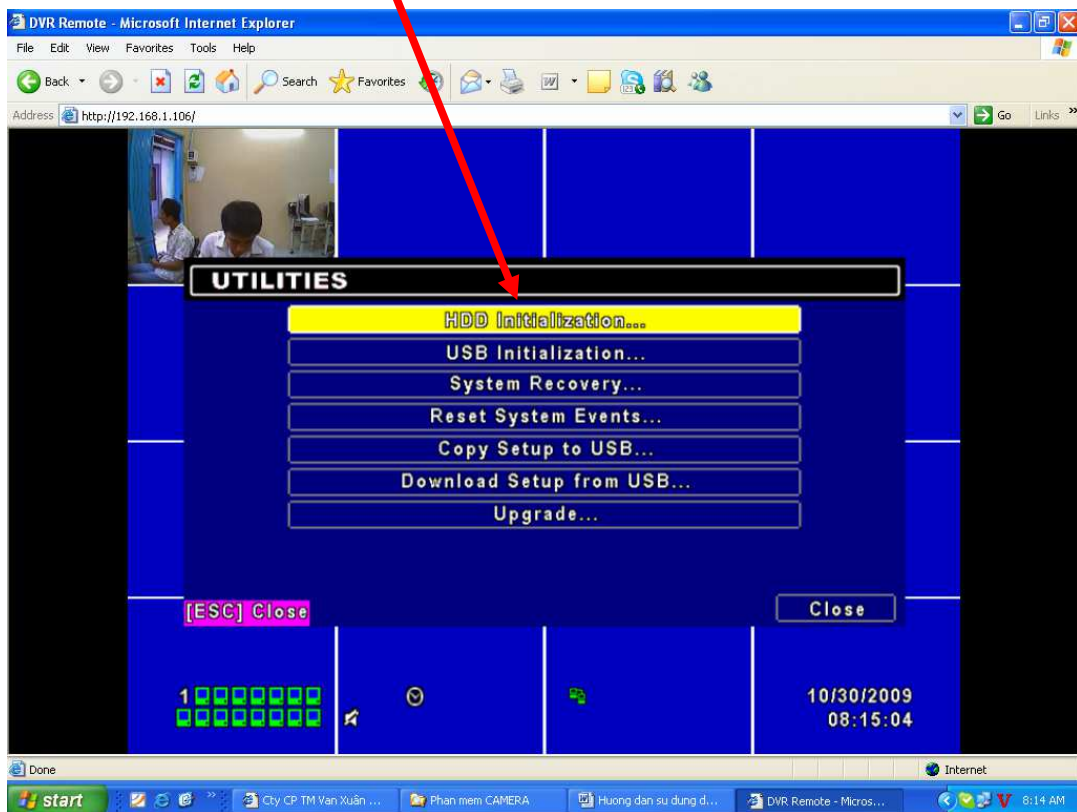 DVR Remote - Microsoft Internet Explorer
File Edit View Favorites Tools Help
Back Search Favorites
Address http://192.168.1.106/ Go Links »
UTILITIES
HDD Initialization...
USB Initialization...
System Recovery...
Reset System Events...
Copy Setup to USB...
Download Setup from USB...
Upgrade...
[ESC] Close Close
1 10/30/2009
08:15:04
Done Internet
start » Cty CP TM Van Xuân ... Phan mem CAMERA Huong dan su dung d... DVR Remote - Micros... 8:14 AM